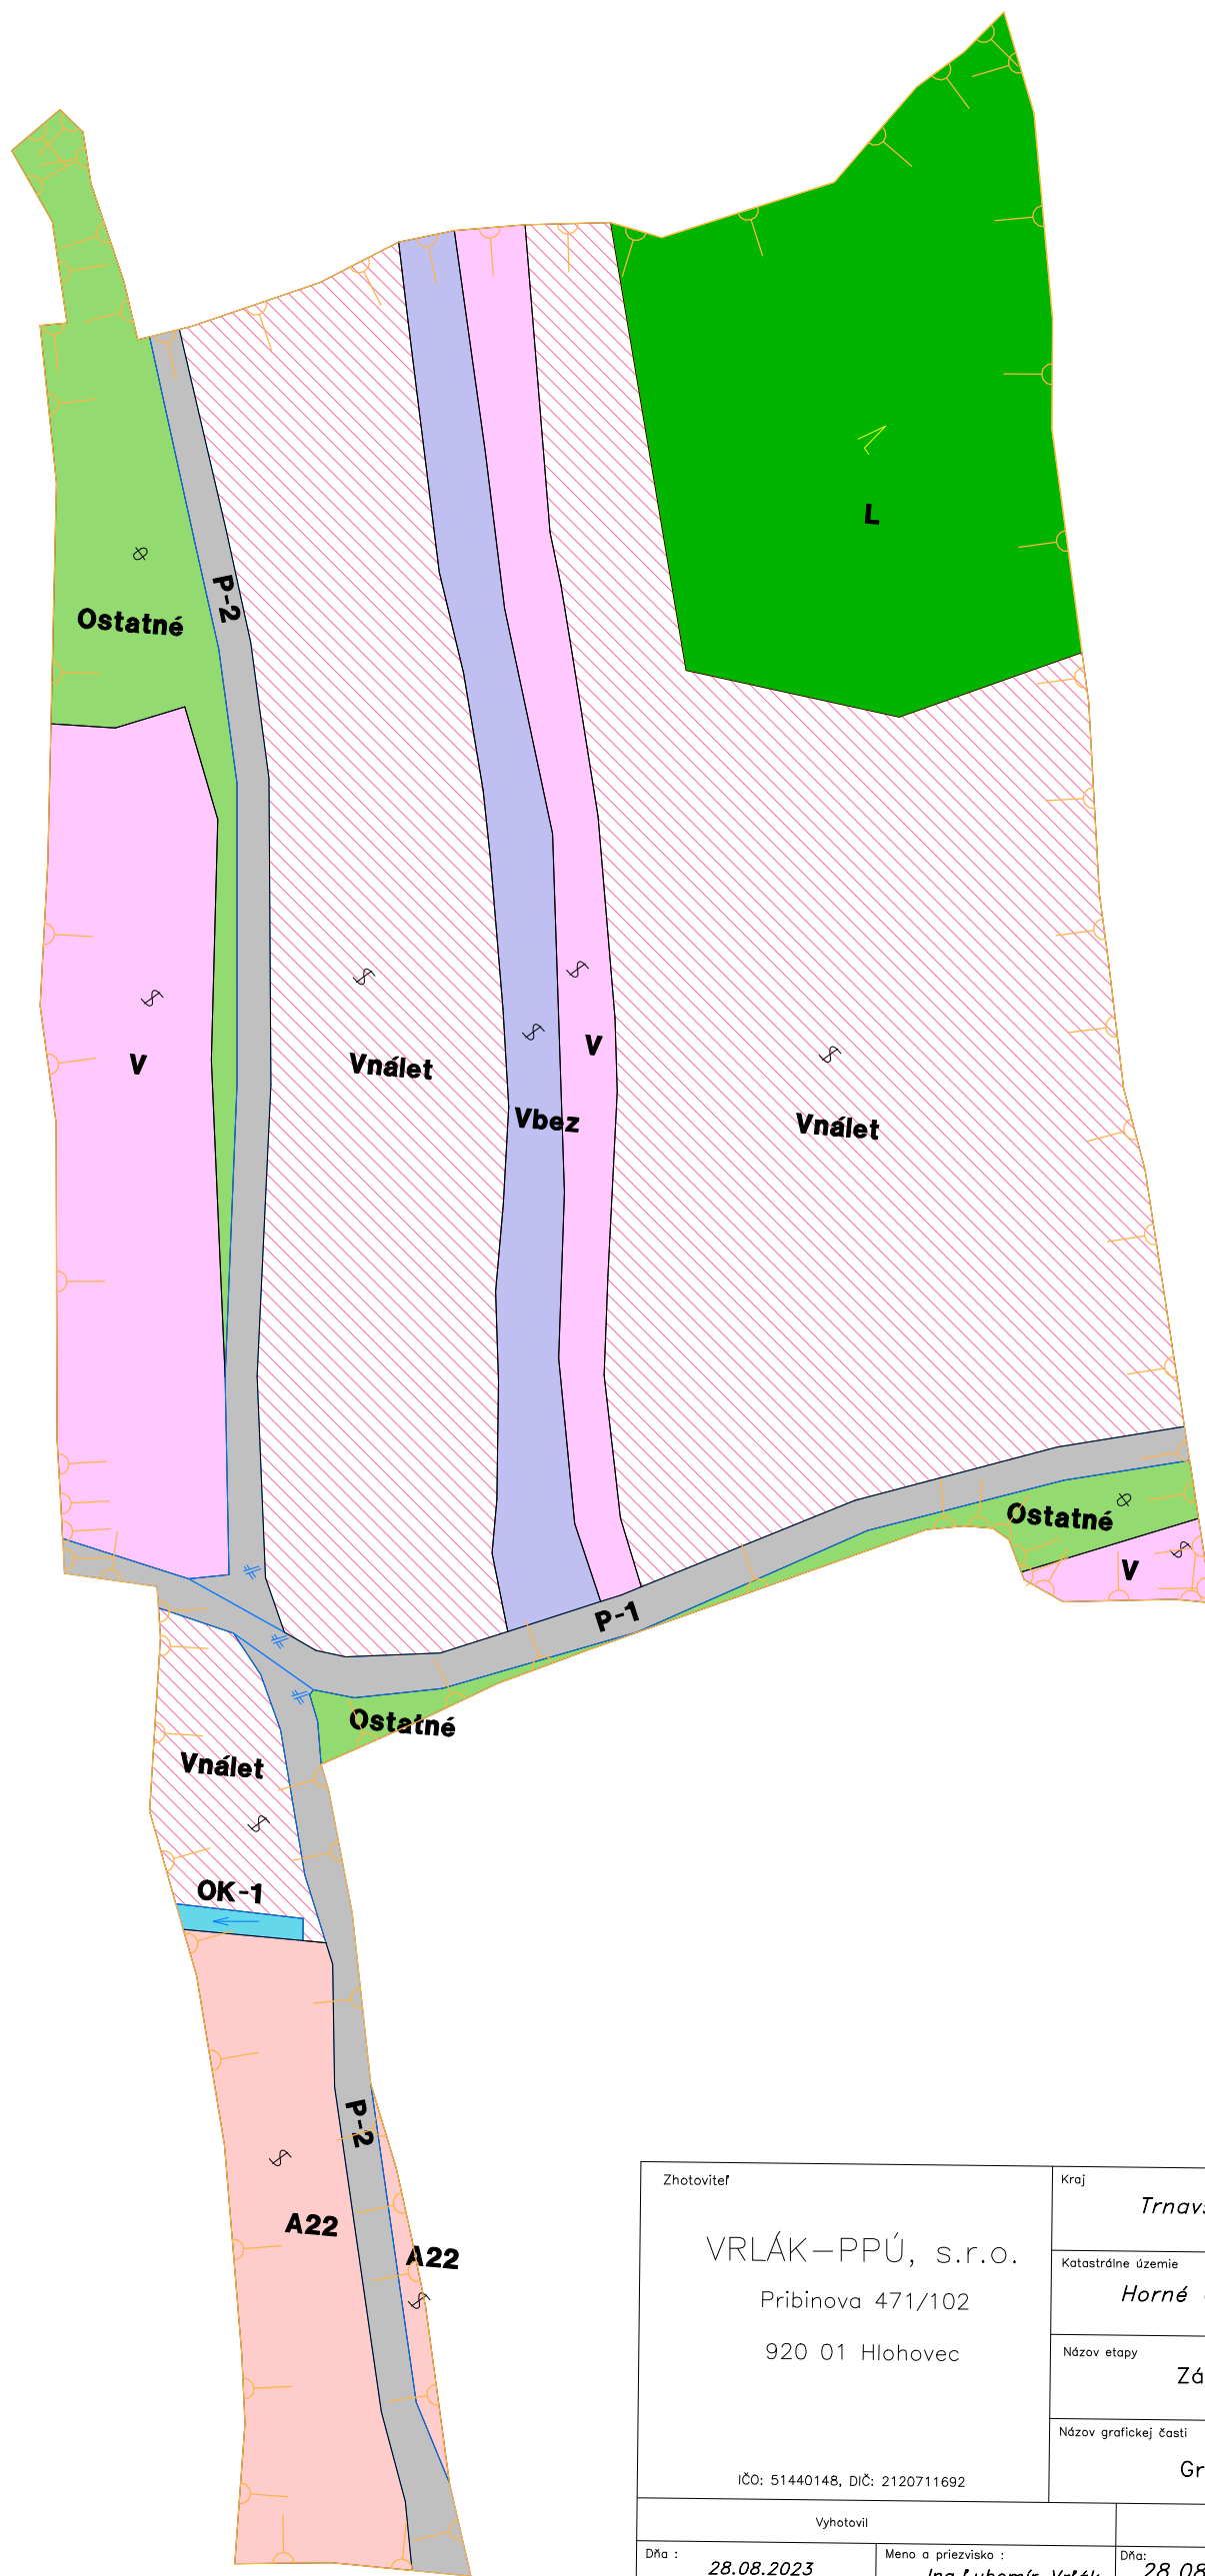 L
P-2
Ostatné
V
Vnálet
V
Vbez
Vnálet
Ostatné
V
P-1
Ostatné
Vnálet
OK-1
P-2
A22
A22
Zhotoviteľ
VRLÁK-PPÚ, s.r.o.
Pribinova 471/102
920 01 Hlohovec
IČO: 51440148, DIČ: 2120711692
Kraj
Katastrálne územie
Horné
Názov etapy
Názov grafickej časti
Vyhotovil
Dňa :
28.08.2023
Meno a priezvisko :
Dňa: